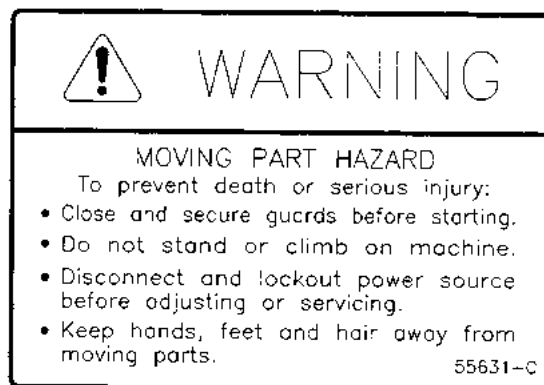 WARNING
MOVING PART HAZARD
To prevent death or serious injury:
• Close and secure guards before starting.
• Do not stand or climb on machine.
• Disconnect and lockout power source
before adjusting or servicing.
• Keep hands, feet and hair away from
moving parts.
55631-C